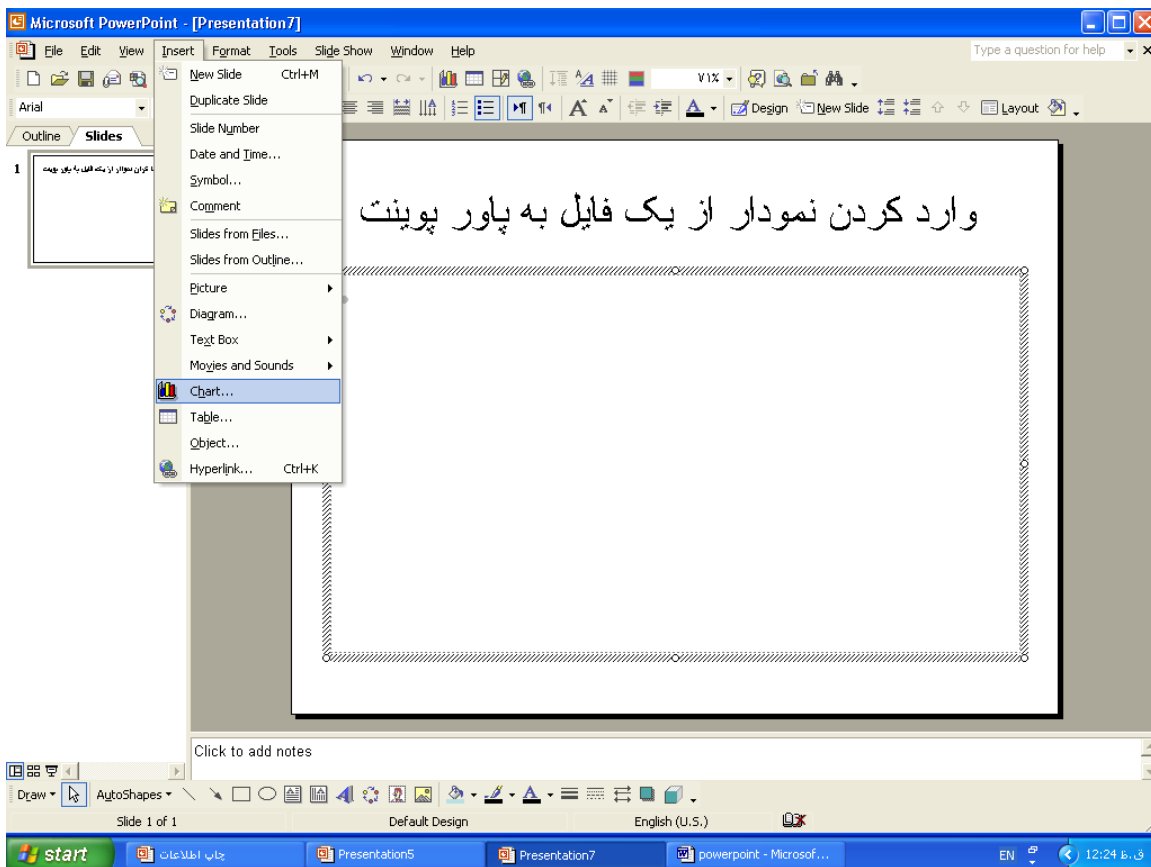 Microsoft PowerPoint - [Presentation7]
File Edit View Insert Format Tools Slide Show Window Help Type a question for help
New Slide Ctrl+M
Duplicate Slide
Slide Number
Date and Time...
Symbol...
Comment
Slides from Files...
Slides from Outline...
Picture
Diagram...
Text Box
Movies and Sounds
Chart...
Table...
Object...
Hyperlink... Ctrl+K
۷۱%
Arial
Design New Slide Layout
Outline Slides
1
وارد کردن نمودار از یک فایل به پاور پوینت
Click to add notes
Draw AutoShapes
Slide 1 of 1 Default Design English (U.S.)
start چاپ اطلاعات Presentation5 Presentation7 powerpoint - Microsof... EN 12:24 ق.ظ